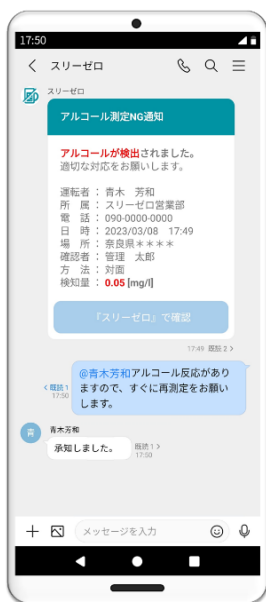 17:50
スリーゼロ
スリーゼロ
アルコール測定NG通知
アルコールが検出されました。
適切な対応をお願いします。
運転者：青木 芳和
所 属：スリーゼロ営業部
電 話：090-0000-0000
日 時：2023/03/08 17:49
場 所：奈良県＊＊＊＊
確認者：管理 太郎
方 法：対面
検知量：0.05 [mg/l]
『スリーゼロ』で確認
17:49 既読 2 >
@青木芳和アルコール反応があり
ますので、すぐに再測定をお願い
します。
< 既読 1
17:50
青
青木芳和
承知しました。
既読 1 >
17:50
メッセージを入力